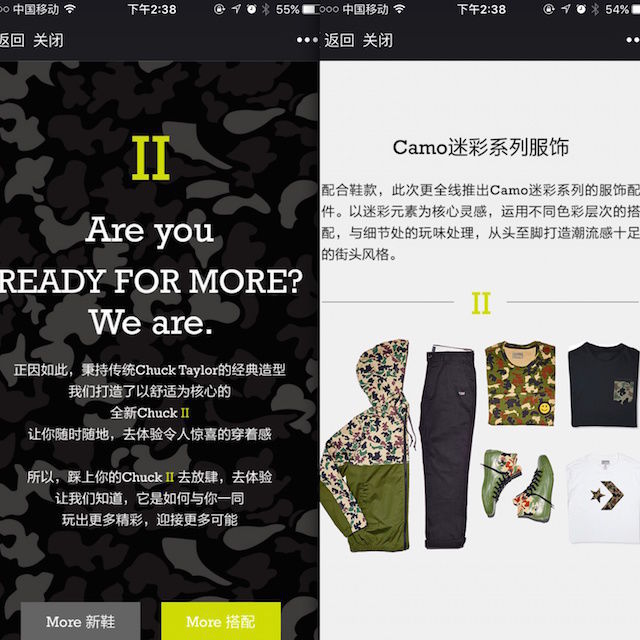 中国移动
下午2:38
55%
返回 关闭
II
Are you
READY FOR MORE?
We are.
正因如此，秉持传统Chuck Taylor的经典造型
我们打造了以舒适为核心的
全新Chuck II
让你随时随地，去体验令人惊喜的穿着感
所以，踩上你的Chuck II 去放肆，去体验
让我们知道，它是如何与你一同
玩出更多精彩，迎接更多可能
More 新鞋
More 搭配
中国移动
下午2:38
54%
返回 关闭
Camo迷彩系列服饰
配合鞋款，此次更全线推出Camo迷彩系列的服饰配
件。以迷彩元素为核心灵感，运用不同色彩层次的搭
配，与细节处的玩味处理，从头至脚打造潮流感十足
的街头风格。
II